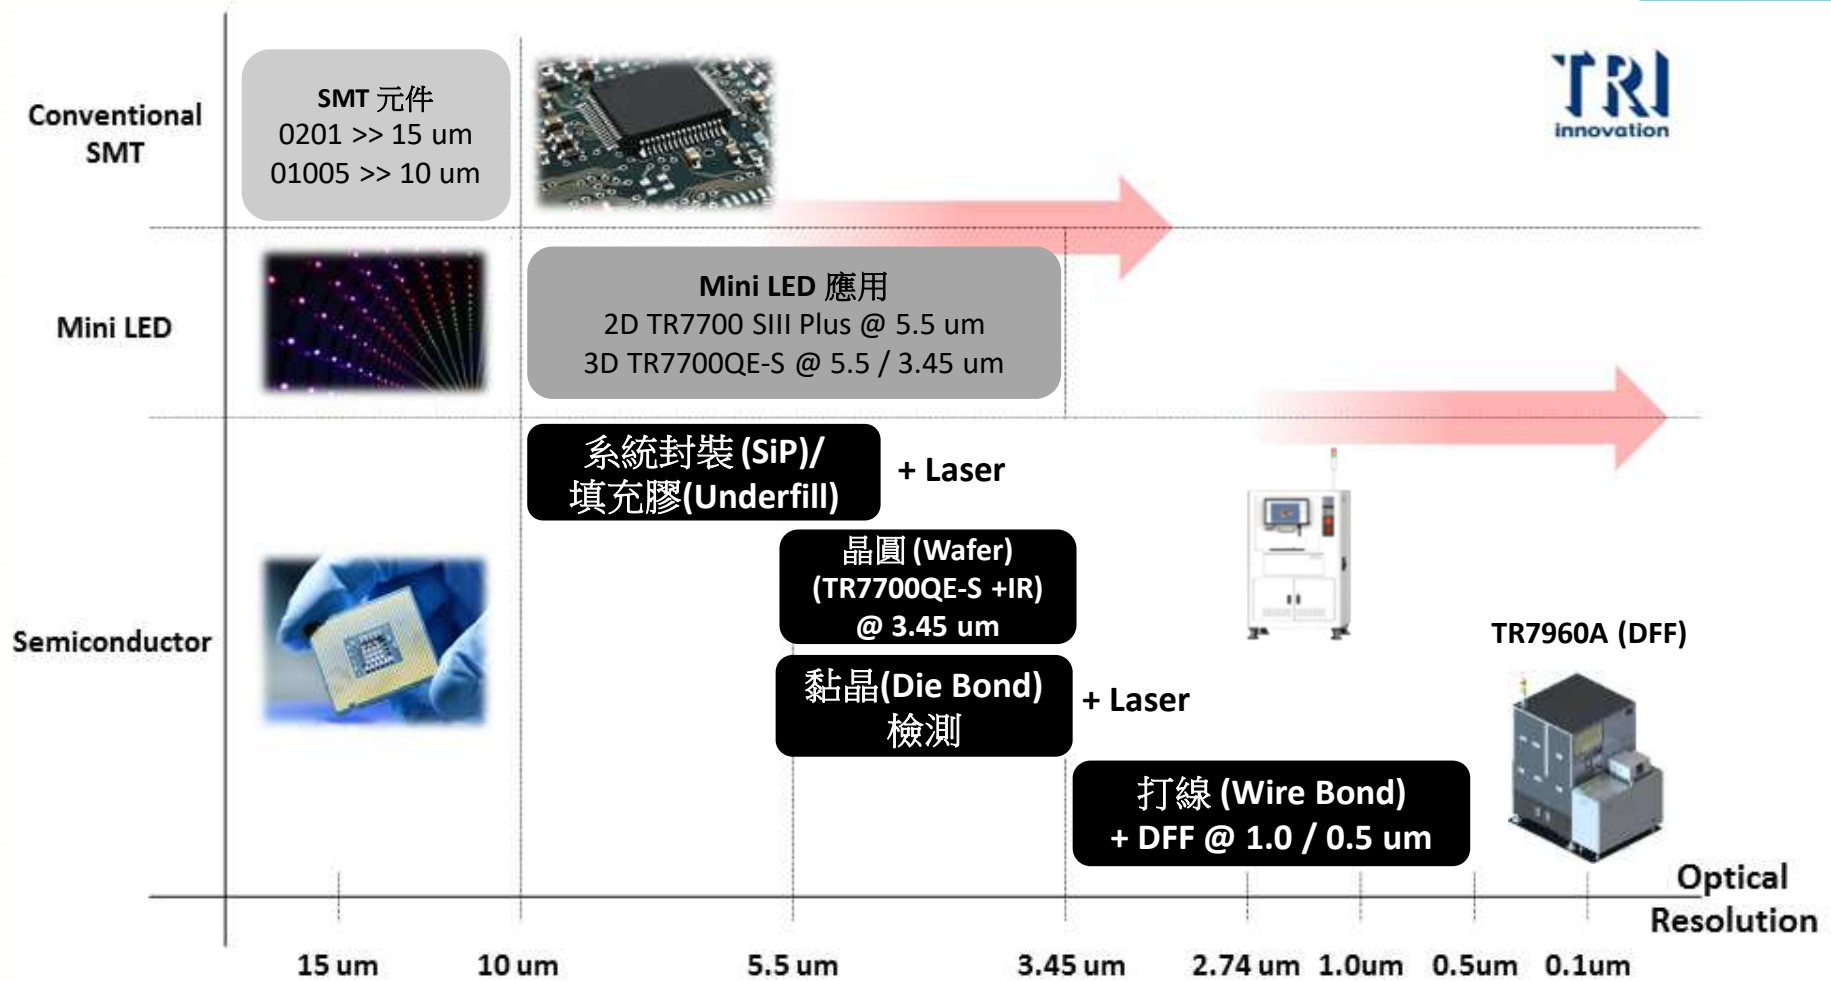 TRI
innovation
Conventional
SMT
SMT 元件
0201 >> 15 um
01005 >> 10 um
Mini LED
Mini LED 應用
2D TR7700 SIII Plus @ 5.5 um
3D TR7700QE-S @ 5.5 / 3.45 um
Semiconductor
系統封裝 (SiP)/
填充膠(Underfill)
+ Laser
晶圓 (Wafer)
(TR7700QE-S +IR)
@ 3.45 um
黏晶(Die Bond)
檢測
+ Laser
打線 (Wire Bond)
+ DFF @ 1.0 / 0.5 um
TR7960A (DFF)
Optical
Resolution
15 um 10 um 5.5 um 3.45 um 2.74 um 1.0um 0.5um 0.1um